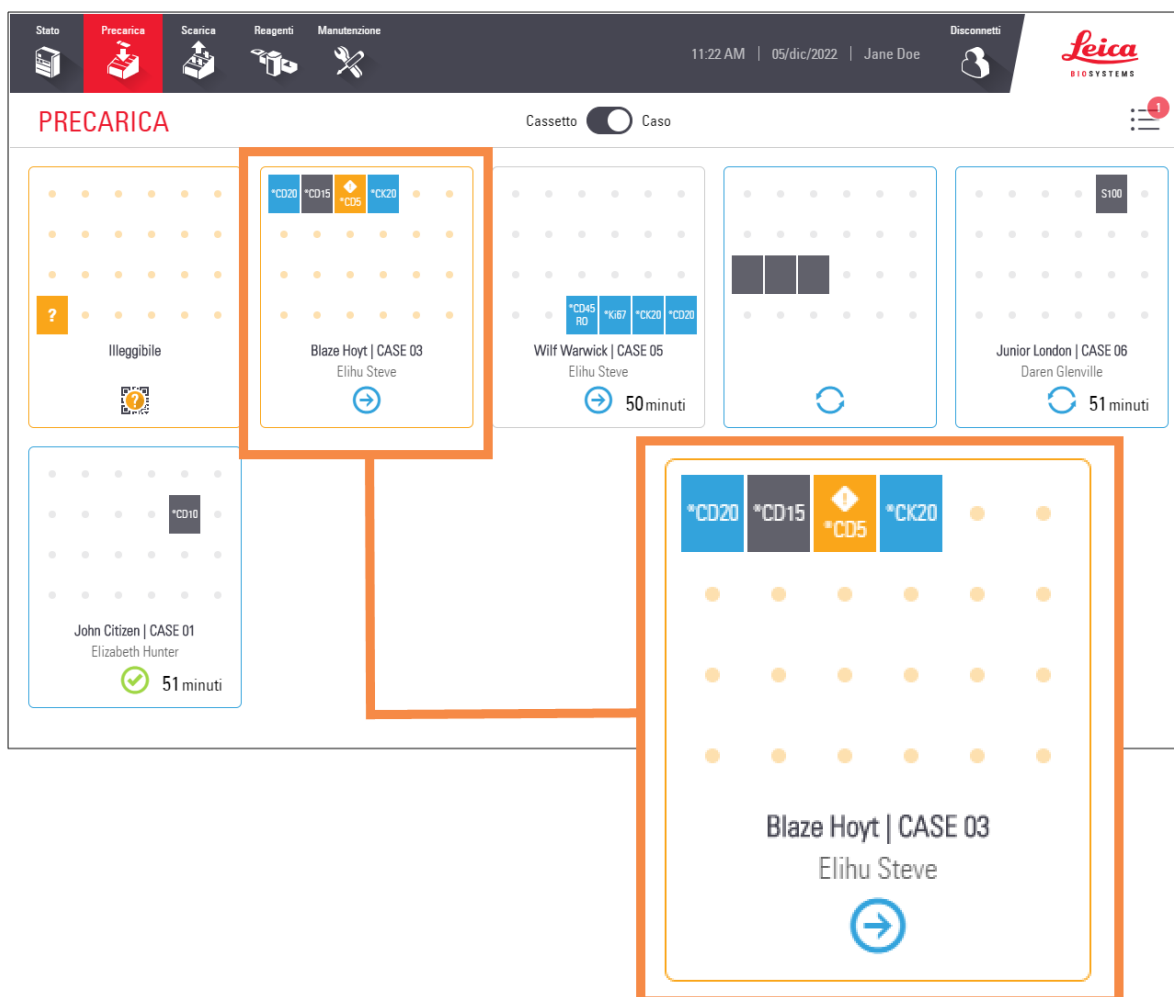 Stato Precarica Scarica Reagenti Manutenzione
11:22 AM | 05/dic/2022 | Jane Doe
Disconnetti
Leica
BIOSYSTEMS
PRECARICA
Cassetto Caso
1
?
Illeggibile
?
*CD20 *CD15 ! *CD5 *CK20
Blaze Hoyt | CASE 03
Elihu Steve
*CD45
RO
*Ki67 *CK20 *CD20
Wilf Warwick | CASE 05
Elihu Steve
50 minuti
S100
Junior London | CASE 06
Daren Glenville
51 minuti
*CD10
John Citizen | CASE 01
Elizabeth Hunter
51 minuti
*CD20 *CD15 ! *CD5 *CK20
Blaze Hoyt | CASE 03
Elihu Steve